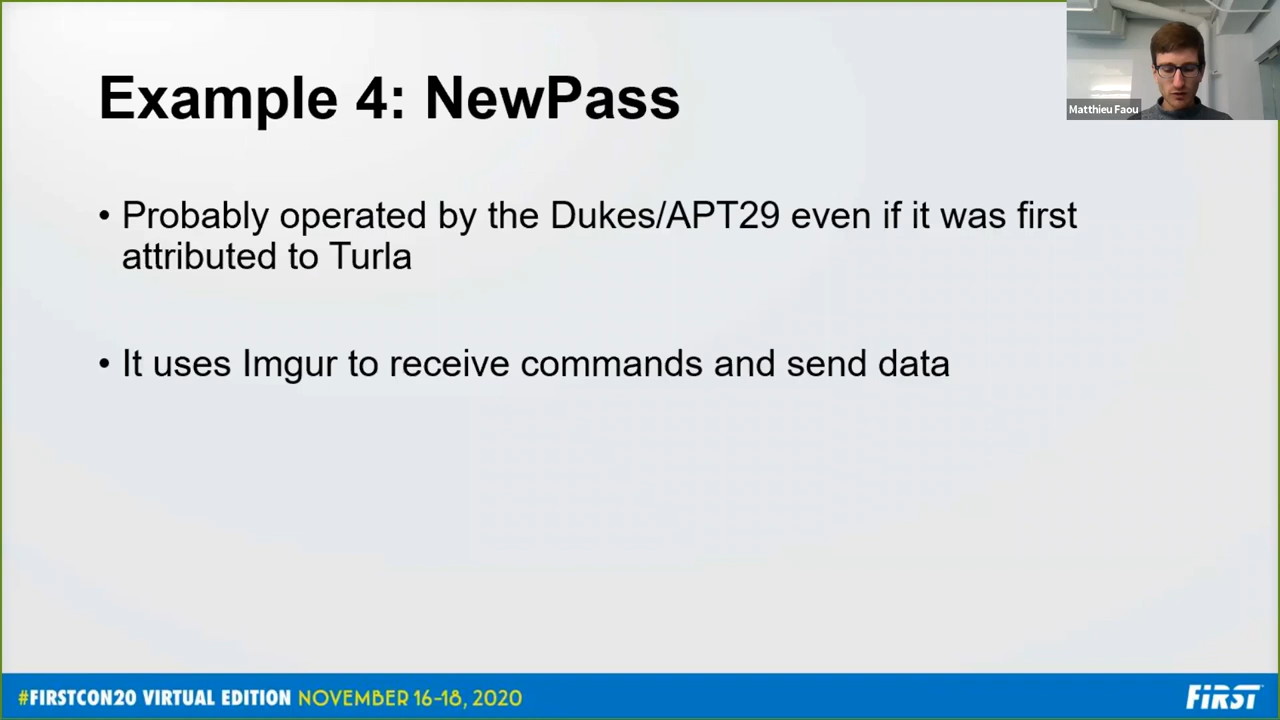 Example 4: NewPass
Matthieu Faou
• Probably operated by the Dukes/APT29 even if it was first
attributed to Turla
• It uses Imgur to receive commands and send data
#FIRSTCON20 VIRTUAL EDITION NOVEMBER 16-18, 2020
FiRST